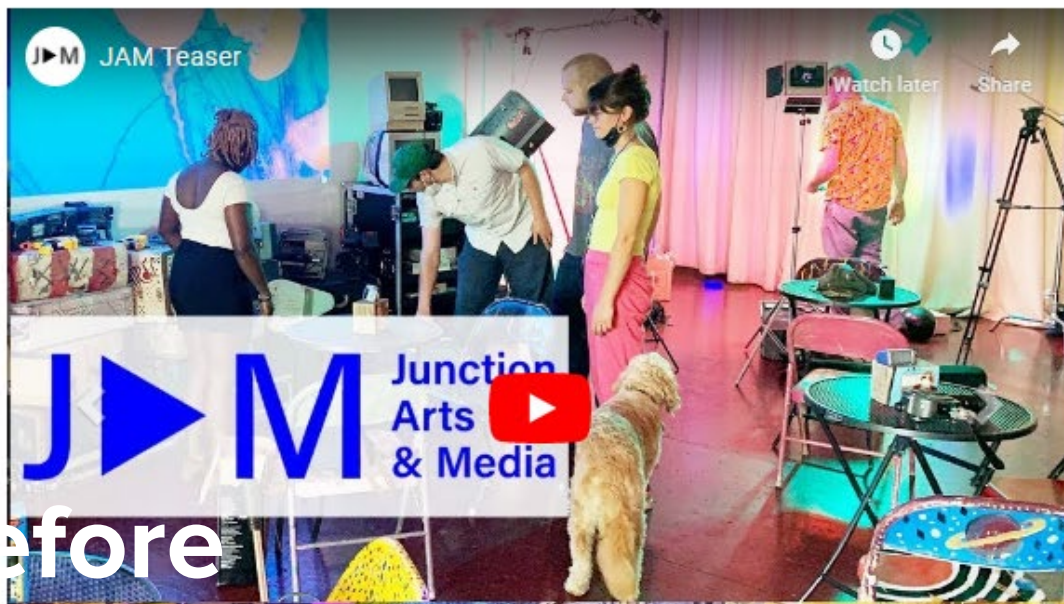 J▶M JAM Teaser
Watch later Share
J▶M
Junction
Arts
& Media
efore